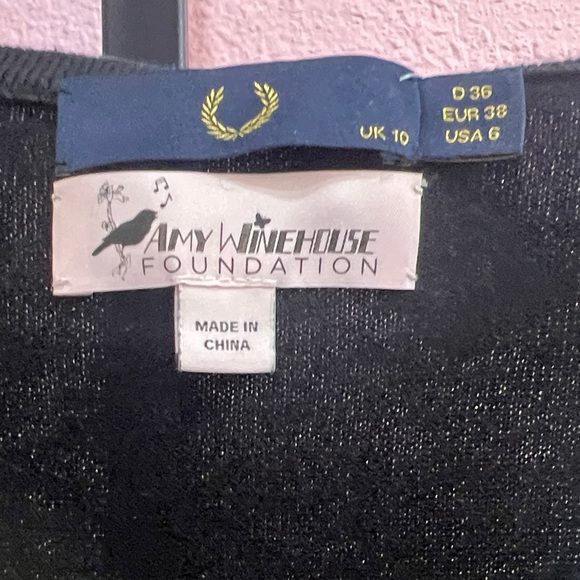 UK 10
D 36
EUR 38
USA 6
AMY WINEHOUSE
FOUNDATION
MADE IN
CHINA